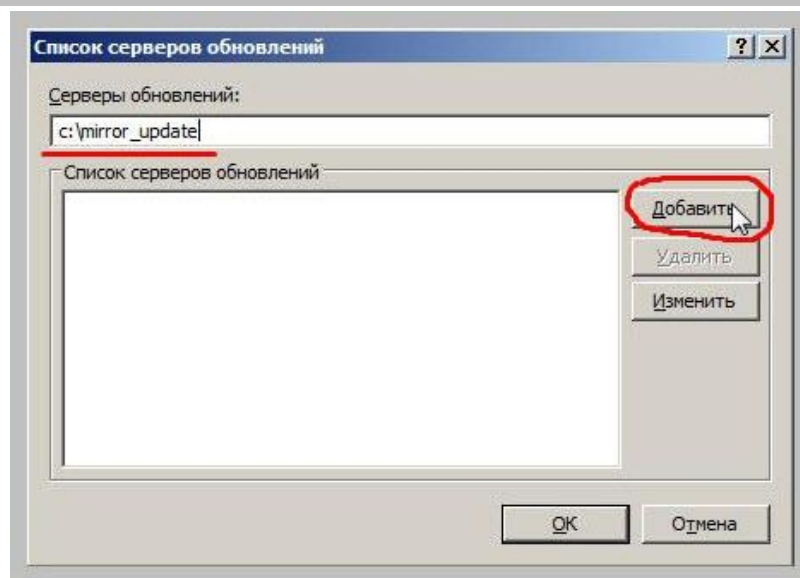 Список серверов обновлений
Серверы обновлений:
c:\mirror_update
Список серверов обновлений
Добавить
Удалить
Изменить
OK
Отмена